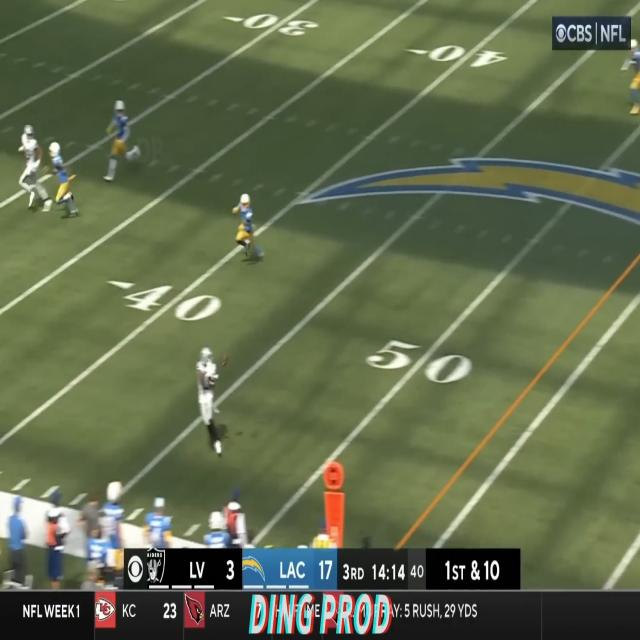 CBS NFL
30
40
40
50
RAIDERS LV 3 LAC 17 3RD 14:14 40 1ST & 10
NFL WEEK 1 KC 23 ARZ 5 RUSH, 29 YDS
DING PROD